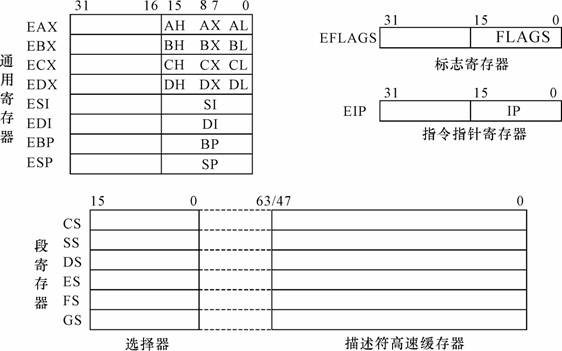 31 16 15 8 7 0
EAX AH AX AL
EBX BH BX BL
ECX CH CX CL
EDX DH DX DL
ESI SI
EDI DI
EBP BP
ESP SP
通用寄存器
31 15 0
EFLAGS FLAGS
标志寄存器
31 15 0
EIP IP
指令指针寄存器
15 0 63/47 0
CS
SS
DS
ES
FS
GS
段寄存器
选择器 描述符高速缓存器